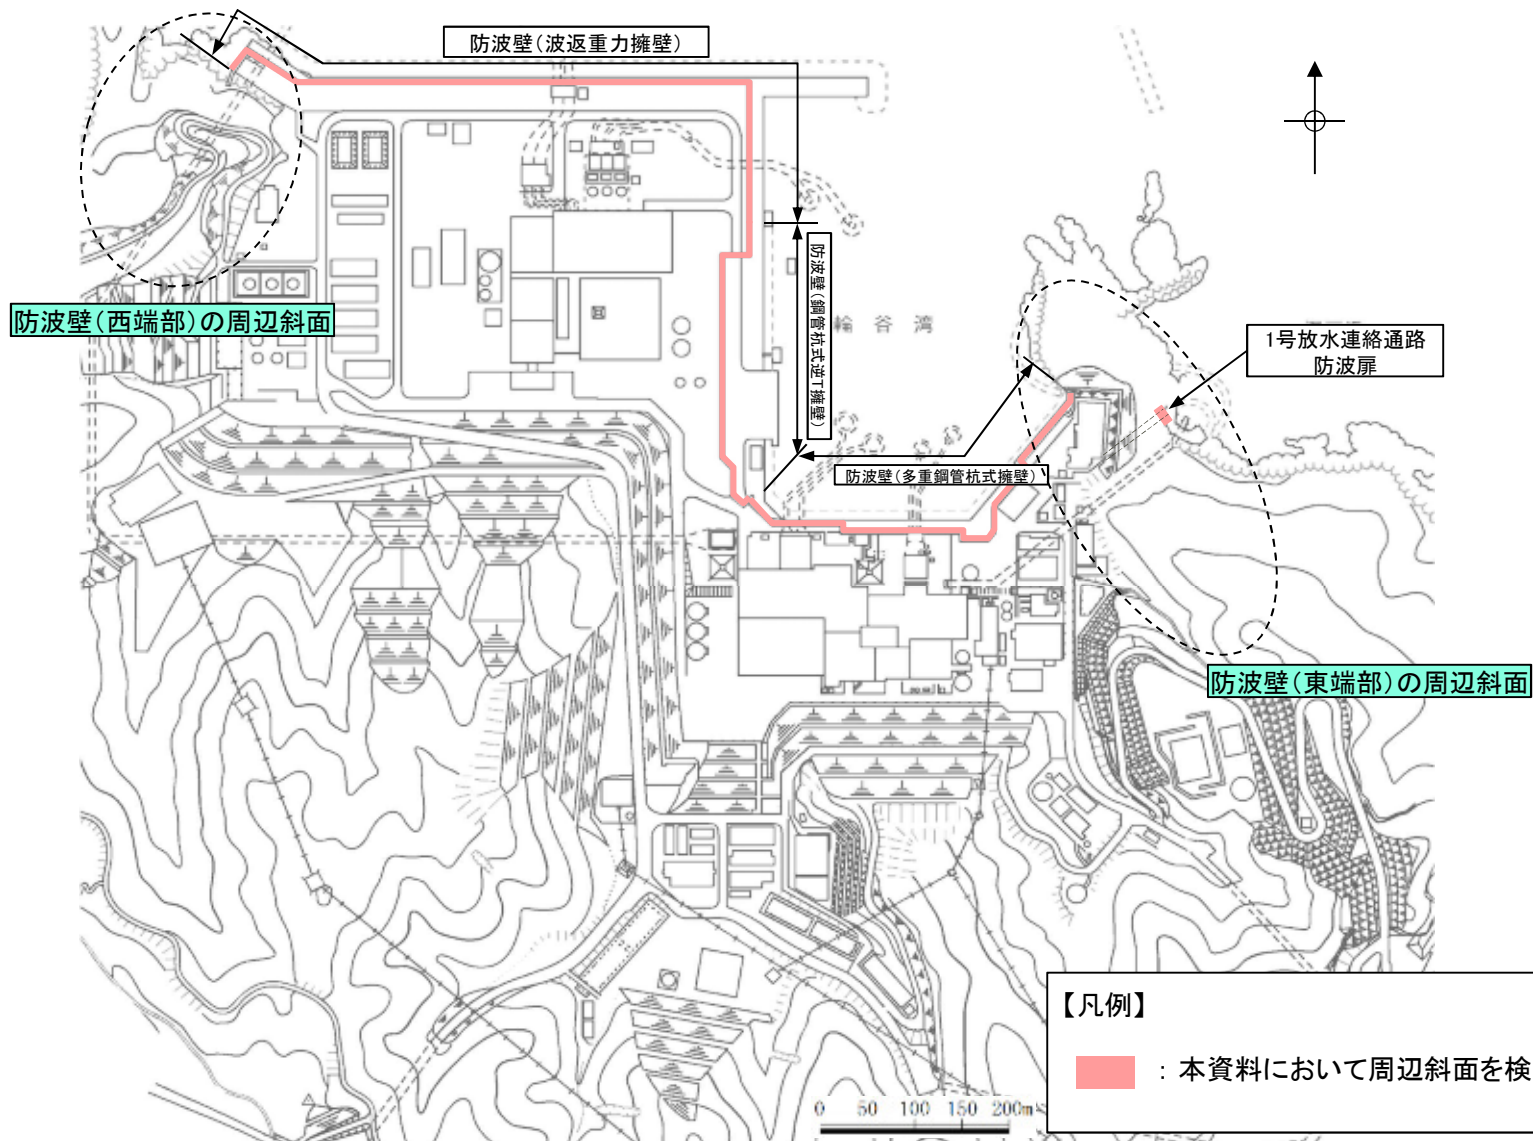 防波壁(波返重力擁壁)
防波壁(鋼管杭式逆T擁壁)
防波壁(西端部)の周辺斜面
輪谷湾
1号放水連絡通路
防波扉
防波壁(多重鋼管杭式擁壁)
防波壁(東端部)の周辺斜面
【凡例】
：本資料において周辺斜面を検
0 50 100 150 200m